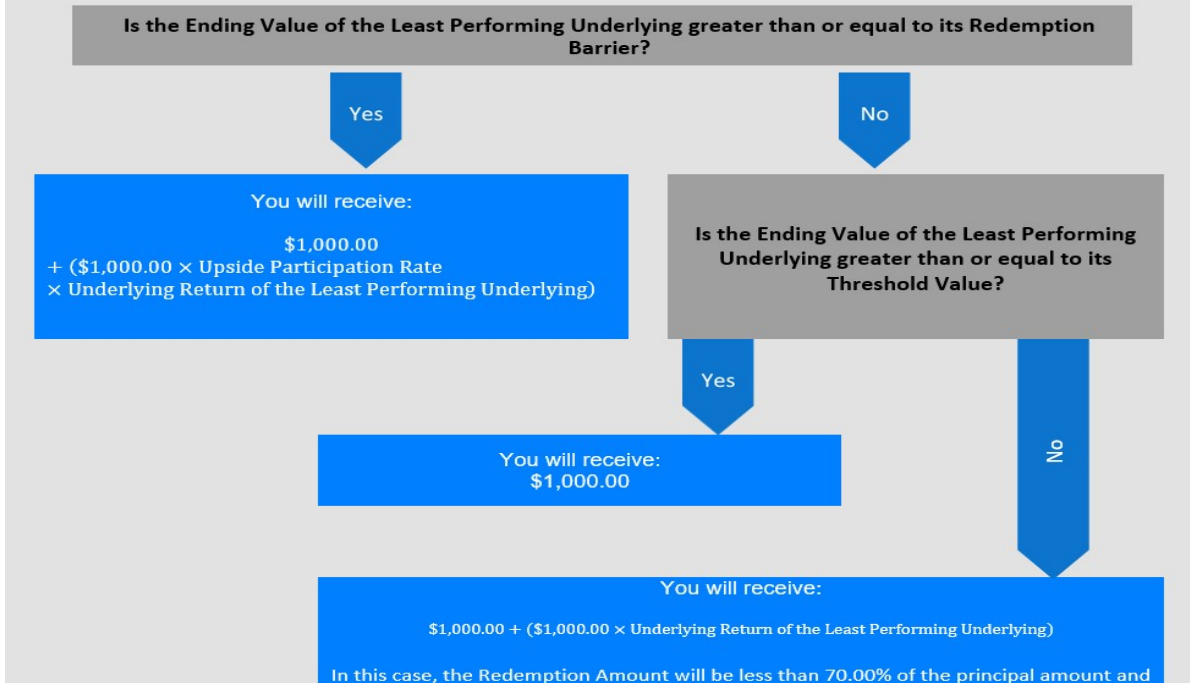 Is the Ending Value of the Least Performing Underlying greater than or equal to its Redemption
Barrier?
Yes
No
You will receive:
$1,000.00
+ ($1,000.00 × Upside Participation Rate
× Underlying Return of the Least Performing Underlying)
Is the Ending Value of the Least Performing
Underlying greater than or equal to its
Threshold Value?
Yes
No
You will receive:
$1,000.00
You will receive:
$1,000.00 + ($1,000.00 × Underlying Return of the Least Performing Underlying)
In this case, the Redemption Amount will be less than 70.00% of the principal amount and